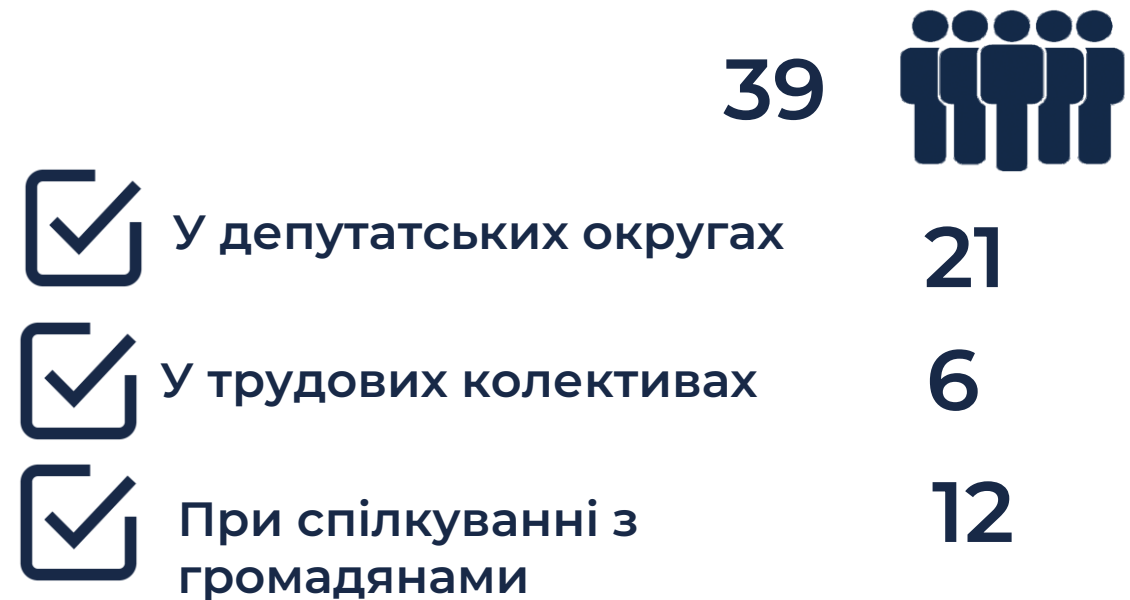 39
У депутатських округах 21
У трудових колективах 6
При спілкуванні з 12
громадянами